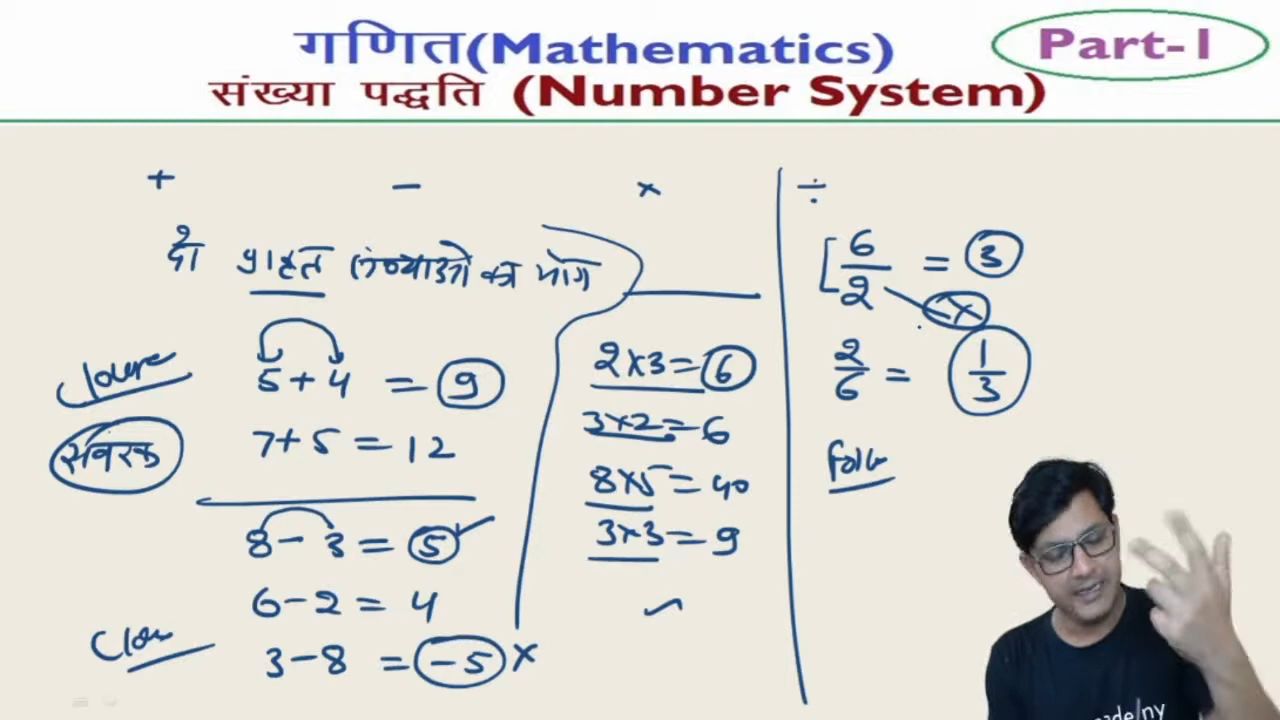 गणित(Mathematics)
Part-1
संख्या पद्धति (Number System)
+ - × ÷
दो प्राकृत संख्याओ का योग
5 + 4 = 9
संवरक
7 + 5 = 12
8 - 3 = 5 ✓
6 - 2 = 4
3 - 8 = -5 ×
2 × 3 = 6
3 × 2 = 6
8 × 5 = 40
3 × 3 = 9
6/2 = 3
×
2/6 = 1/3